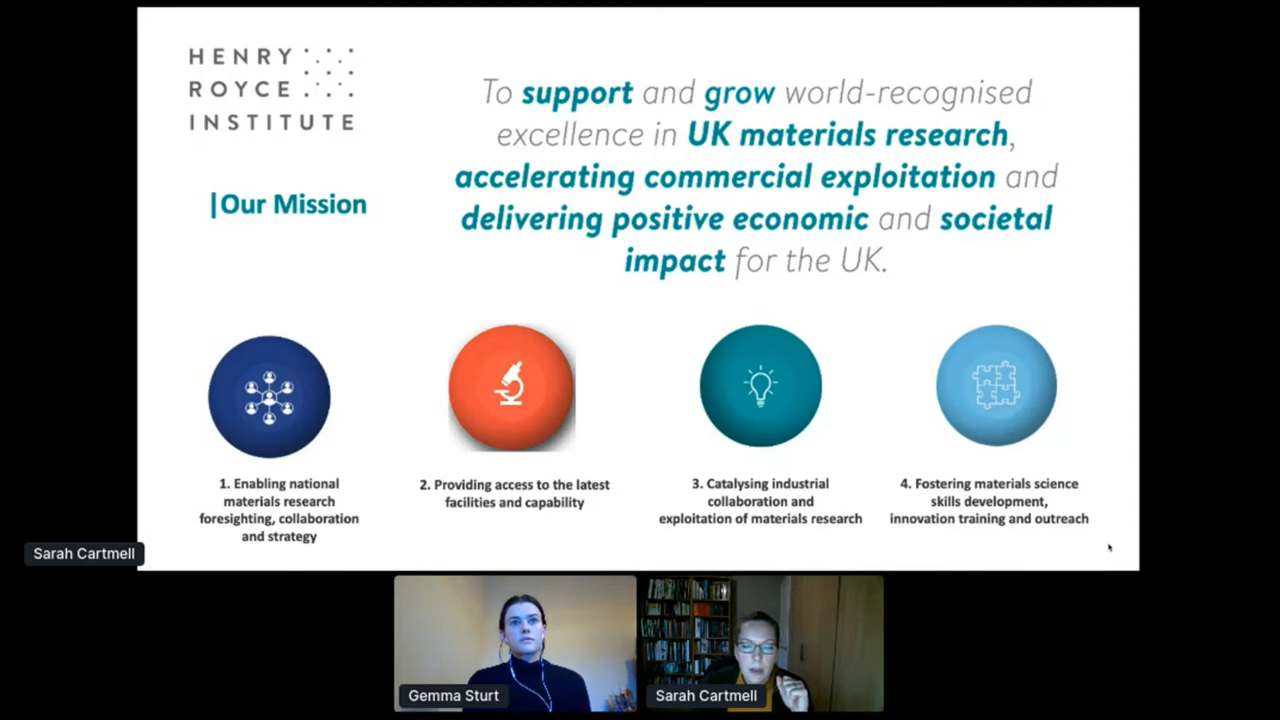 HENRY
ROYCE
INSTITUTE
|Our Mission
To support and grow world-recognised
excellence in UK materials research,
accelerating commercial exploitation and
delivering positive economic and societal
impact for the UK.
1. Enabling national
materials research
foresighting, collaboration
and strategy
2. Providing access to the latest
facilities and capability
3. Catalysing industrial
collaboration and
exploitation of materials research
4. Fostering materials science
skills development,
innovation training and outreach
Sarah Cartmell
Gemma Sturt
Sarah Cartmell